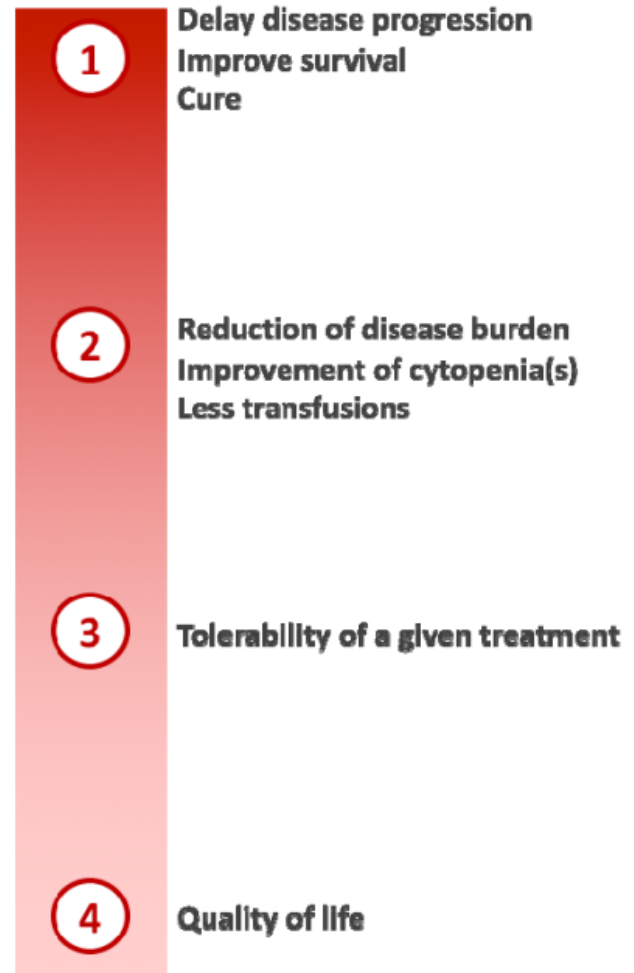 1
Delay disease progression
Improve survival
Cure
2
Reduction of disease burden
Improvement of cytopenia(s)
Less transfusions
3
Tolerability of a given treatment
4
Quality of life